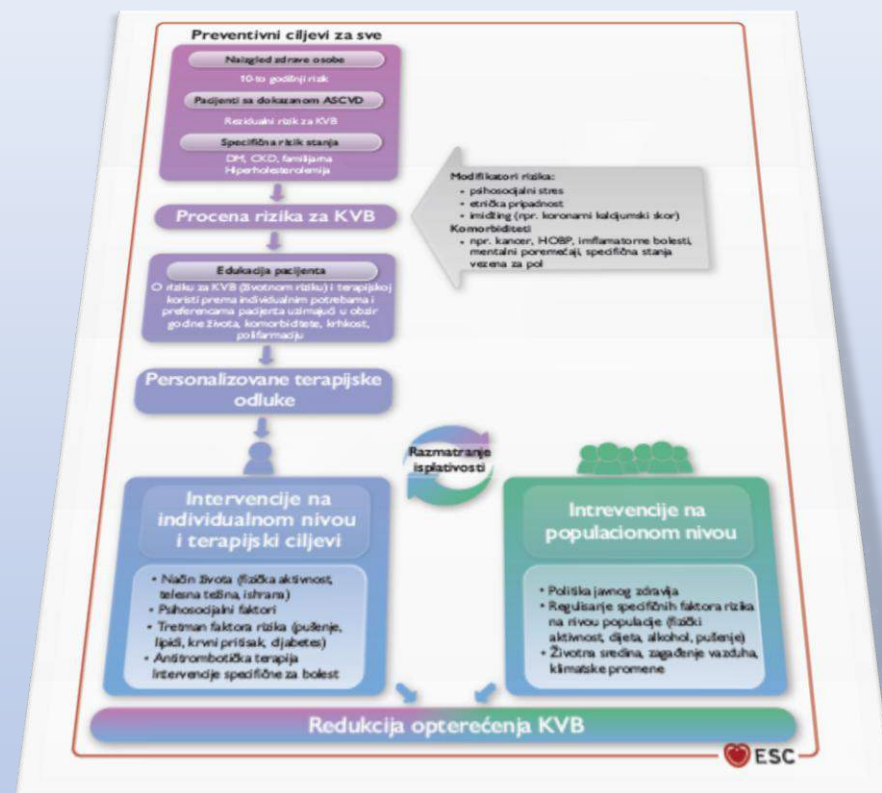 Preventivni ciljevi za sve
Naizgled zdrave osobe
10-to godišnji rizik
Pacijenti sa dokazanom ASCVD
Rezidualni rizik za KVB
Specifična rizik stanja
DM, CKD, familijarna
Hiperholesterolemija
Procena rizika za KVB
Modifikatori rizika:
• psihosocijalni stres
• etnička pripadnost
• imidžing (npr. koronarni kalcijumski skor)
Komorbiditeti
• npr. kancer, HOBP, imflamatorne bolesti,
mentalni poremećaji, specifična stanja
vezena za pol
Edukacija pacijenta
O riziku za KVB (životnom riziku) i terapijskoj
koristi prema individualnim potrebama i
preferencama pacijenta uzimajući u obzir
godine života, komorbiditete, krhkost,
polifarmaciju
Personalizovane terapijske
odluke
Razmatranje
isplativosti
Intervencije na
individualnom nivou
i terapijski ciljevi
• Način života (fizička aktivnost,
telesna težina, ishrana)
• Psihosocijalni faktori
• Tretman faktora rizika (pušenje,
lipidi, krvni pritisak, dijabetes)
• Antitrombotička terapija
Intervencije specifične za bolest
Intrevencije na
populacionom nivou
• Politika javnog zdravlja
• Regulisanje specifičnih faktora rizika
na nivou populacije (fizički
aktivnost, dijeta, alkohol, pušenje)
• Životna sredina, zagađenje vazduha,
klimatske promene
Redukcija opterećenja KVB
ESC